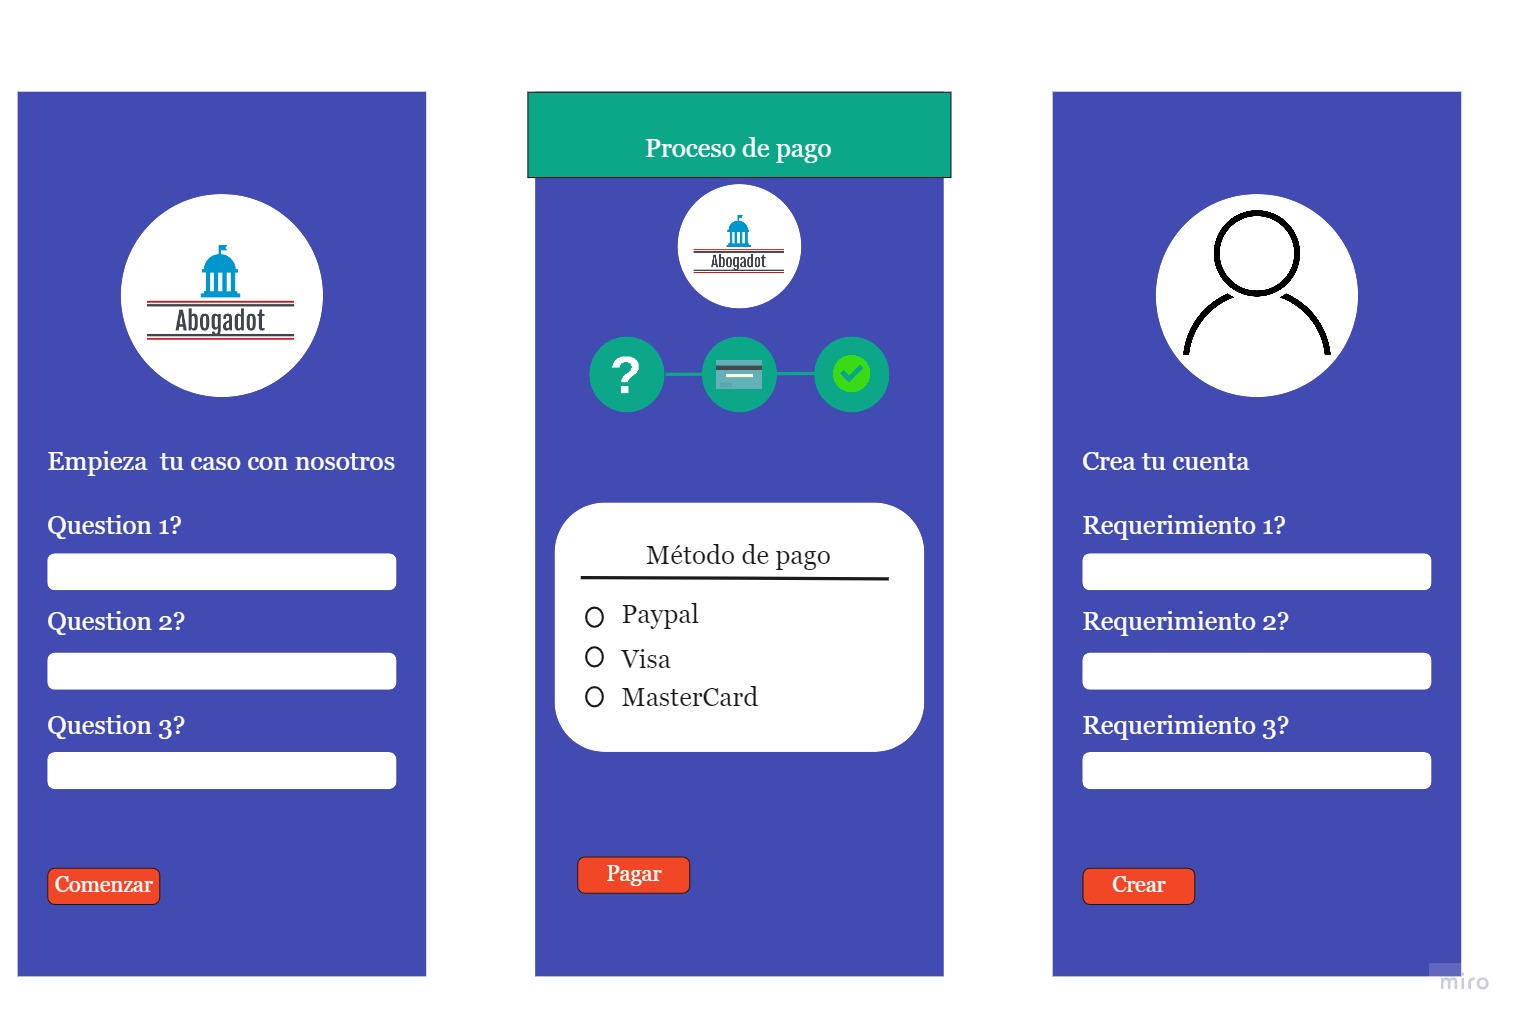 Abogadot
Empieza  tu caso con nosotros
Question 1?
Question 2?
Question 3?
Comenzar
Proceso de pago
Abogadot
?
Método de pago
Paypal
Visa
MasterCard
Pagar
Crea tu cuenta
Requerimiento 1?
Requerimiento 2?
Requerimiento 3?
Crear
miro